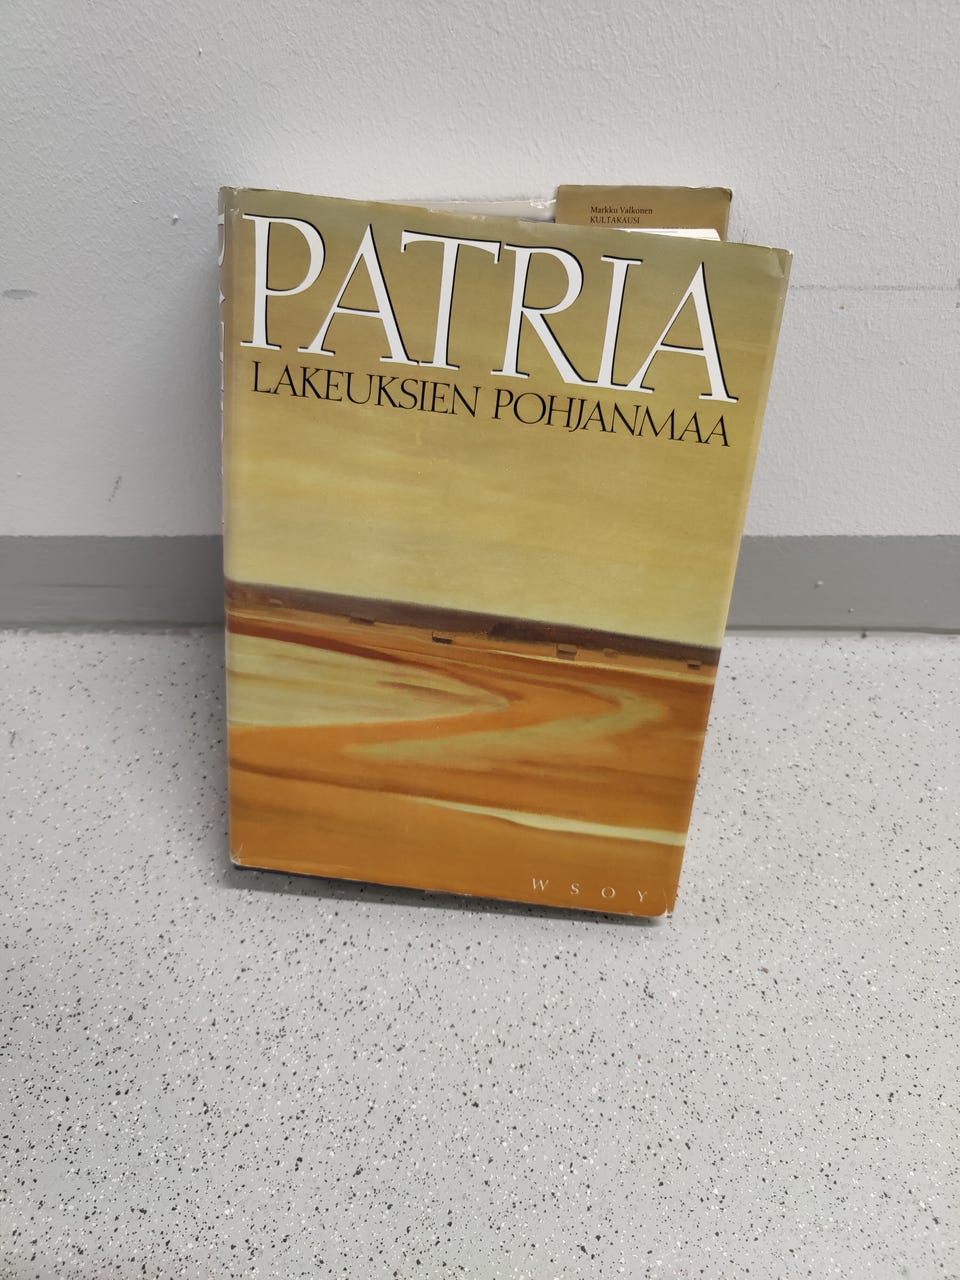 Markku Valkonen
KULTAKAUSI
PATRIA
LAKEUKSIEN POHJANMAA
WSOY